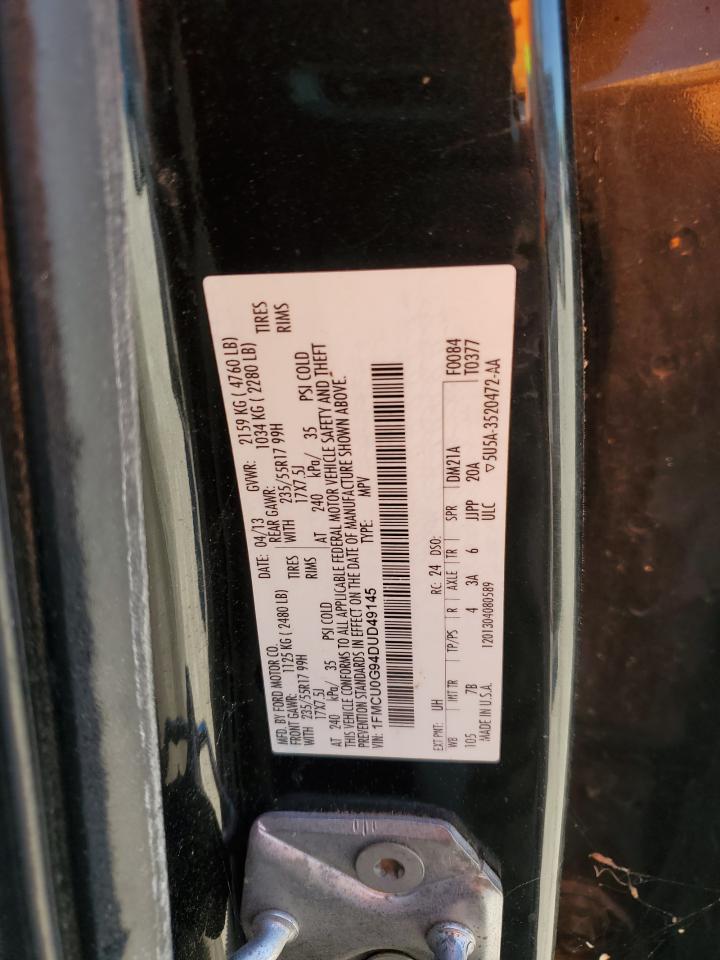 MFD. BY FORD MOTOR CO. DATE: 04/13 GVWR: 2159 KG ( 4760 LB)
FRONT GAWR: 1125 KG ( 2480 LB) REAR GAWR: 1034 KG ( 2280 LB)
WITH 235/55R17 99H TIRES WITH 235/55R17 99H TIRES
17X7.5J RIMS 17X7.5J RIMS
AT 240 kPa/ 35 PSI COLD AT 240 kPa/ 35 PSI COLD
THIS VEHICLE CONFORMS TO ALL APPLICABLE FEDERAL MOTOR VEHICLE SAFETY AND THEFT
PREVENTION STANDARDS IN EFFECT ON THE DATE OF MANUFACTURE SHOWN ABOVE.
VIN: 1FMCU0G94DUD49145 TYPE: MPV
EXT PNT: UH RC: 24 DSO: F0084
WB MT TR TP/PS R AXLE TR SPR DM21A T0377
105 7B 4 3A 6 JJPP 20A
MADE IN U.S.A. 1201304080589 ULC ▽5U5A-3520472-AA